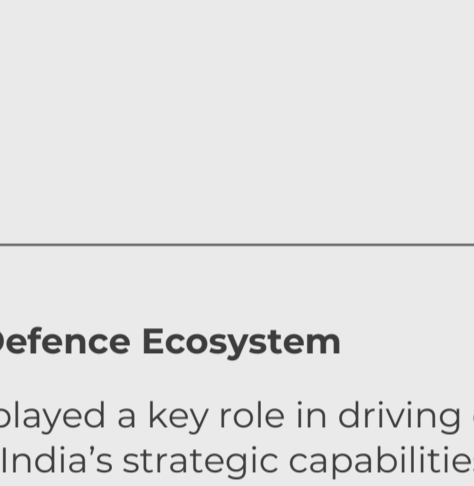 Defence Ecosystem
played a key role in driving
India's strategic capabilities